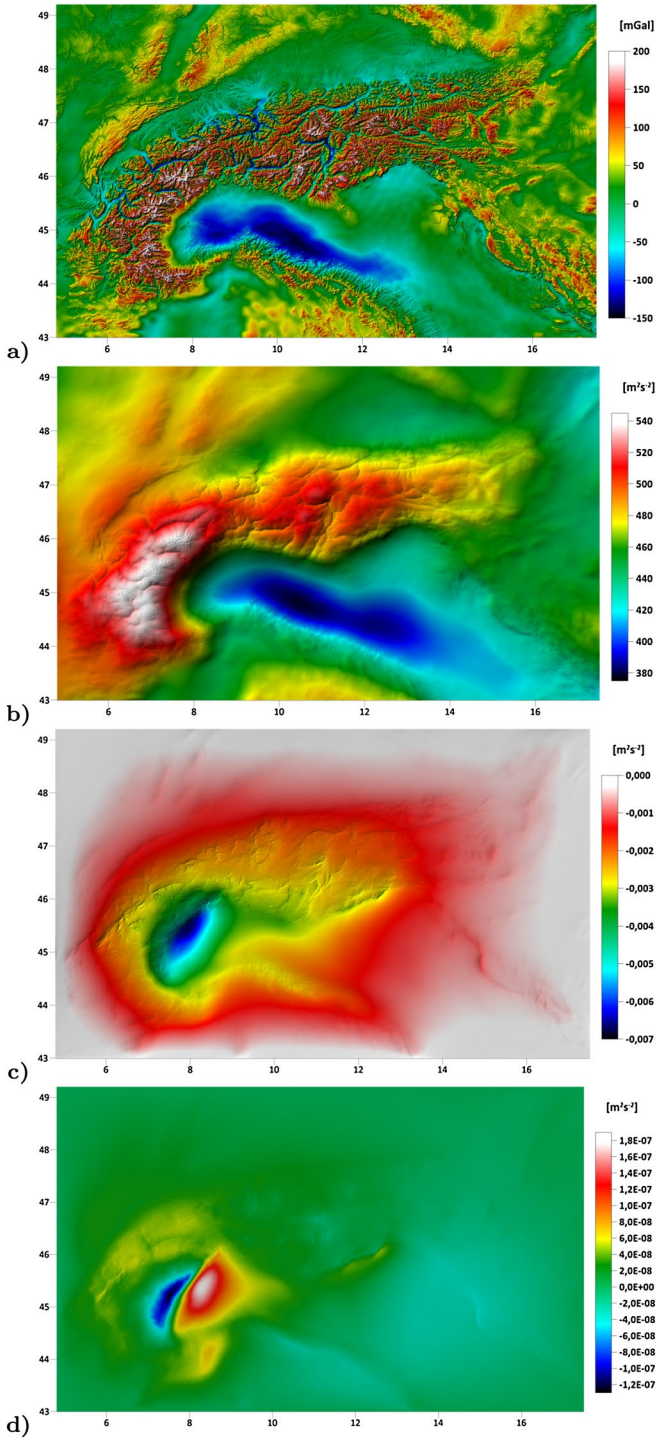 [mGal]
49
48
47
46
45
44
43
200
150
100
50
0
-50
-100
-150
6 8 10 12 14 16
a)
[m²s⁻²]
49
48
47
46
45
44
43
540
520
500
480
460
440
420
400
380
6 8 10 12 14 16
b)
[m²s⁻²]
49
48
47
46
45
44
43
0,000
-0,001
-0,002
-0,003
-0,004
-0,005
-0,006
-0,007
6 8 10 12 14 16
c)
[m²s⁻²]
49
48
47
46
45
44
43
1,8E-07
1,6E-07
1,4E-07
1,2E-07
1,0E-07
8,0E-08
6,0E-08
4,0E-08
2,0E-08
0,0E+00
-2,0E-08
-4,0E-08
-6,0E-08
-8,0E-08
-1,0E-07
-1,2E-07
6 8 10 12 14 16
d)